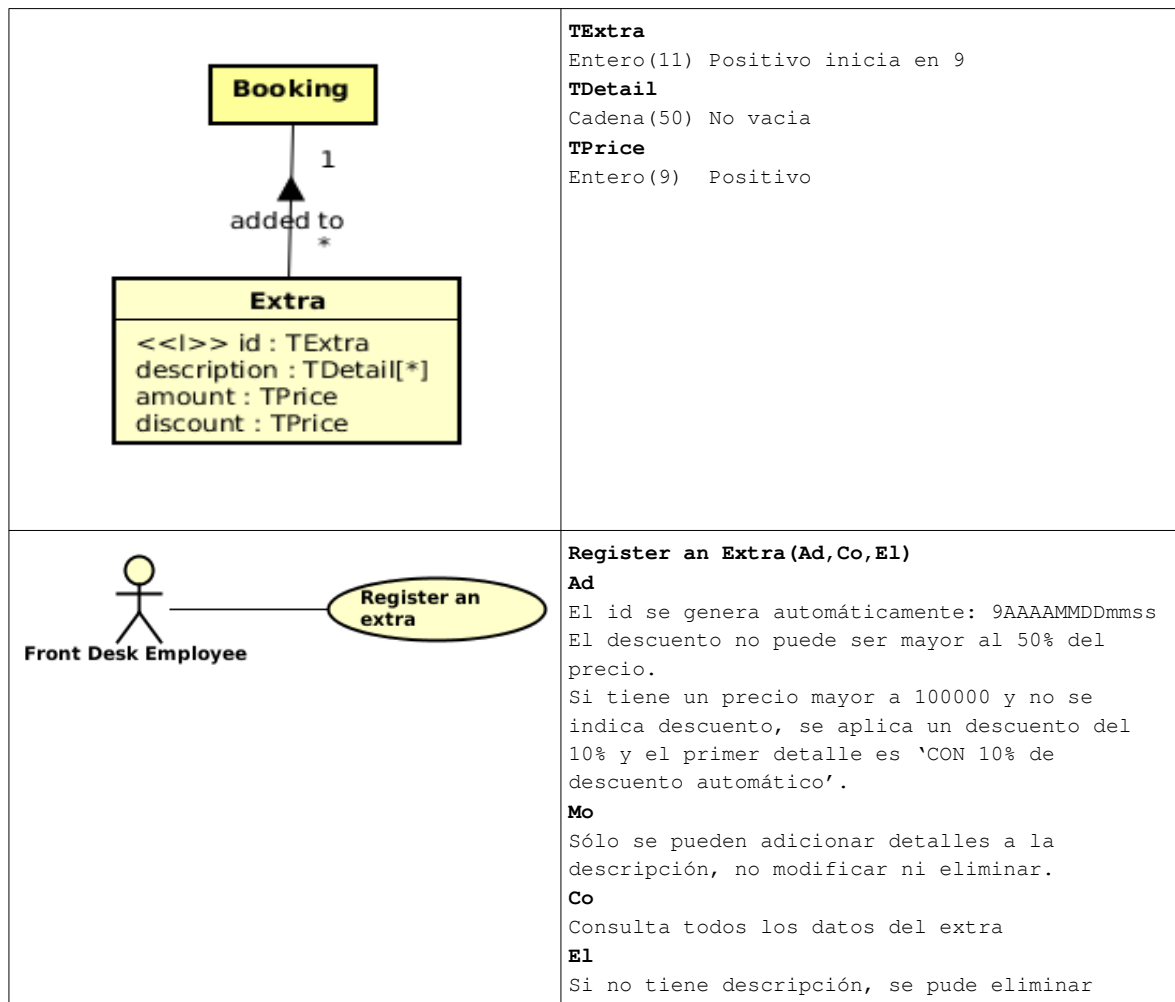 Booking
1
added to
*
Extra
<<I>> id : TExtra
description : TDetail[*]
amount : TPrice
discount : TPrice
TExtra
Entero(11) Positivo inicia en 9
TDetail
Cadena(50) No vacia
TPrice
Entero(9)  Positivo
Front Desk Employee
Register an
extra
Register an Extra(Ad,Co,El)
Ad
El id se genera automáticamente: 9AAAAMMDDmmss
El descuento no puede ser mayor al 50% del
precio.
Si tiene un precio mayor a 100000 y no se
indica descuento, se aplica un descuento del
10% y el primer detalle es ‘CON 10% de
descuento automático’.
Mo
Sólo se pueden adicionar detalles a la
descripción, no modificar ni eliminar.
Co
Consulta todos los datos del extra
El
Si no tiene descripción, se pude eliminar